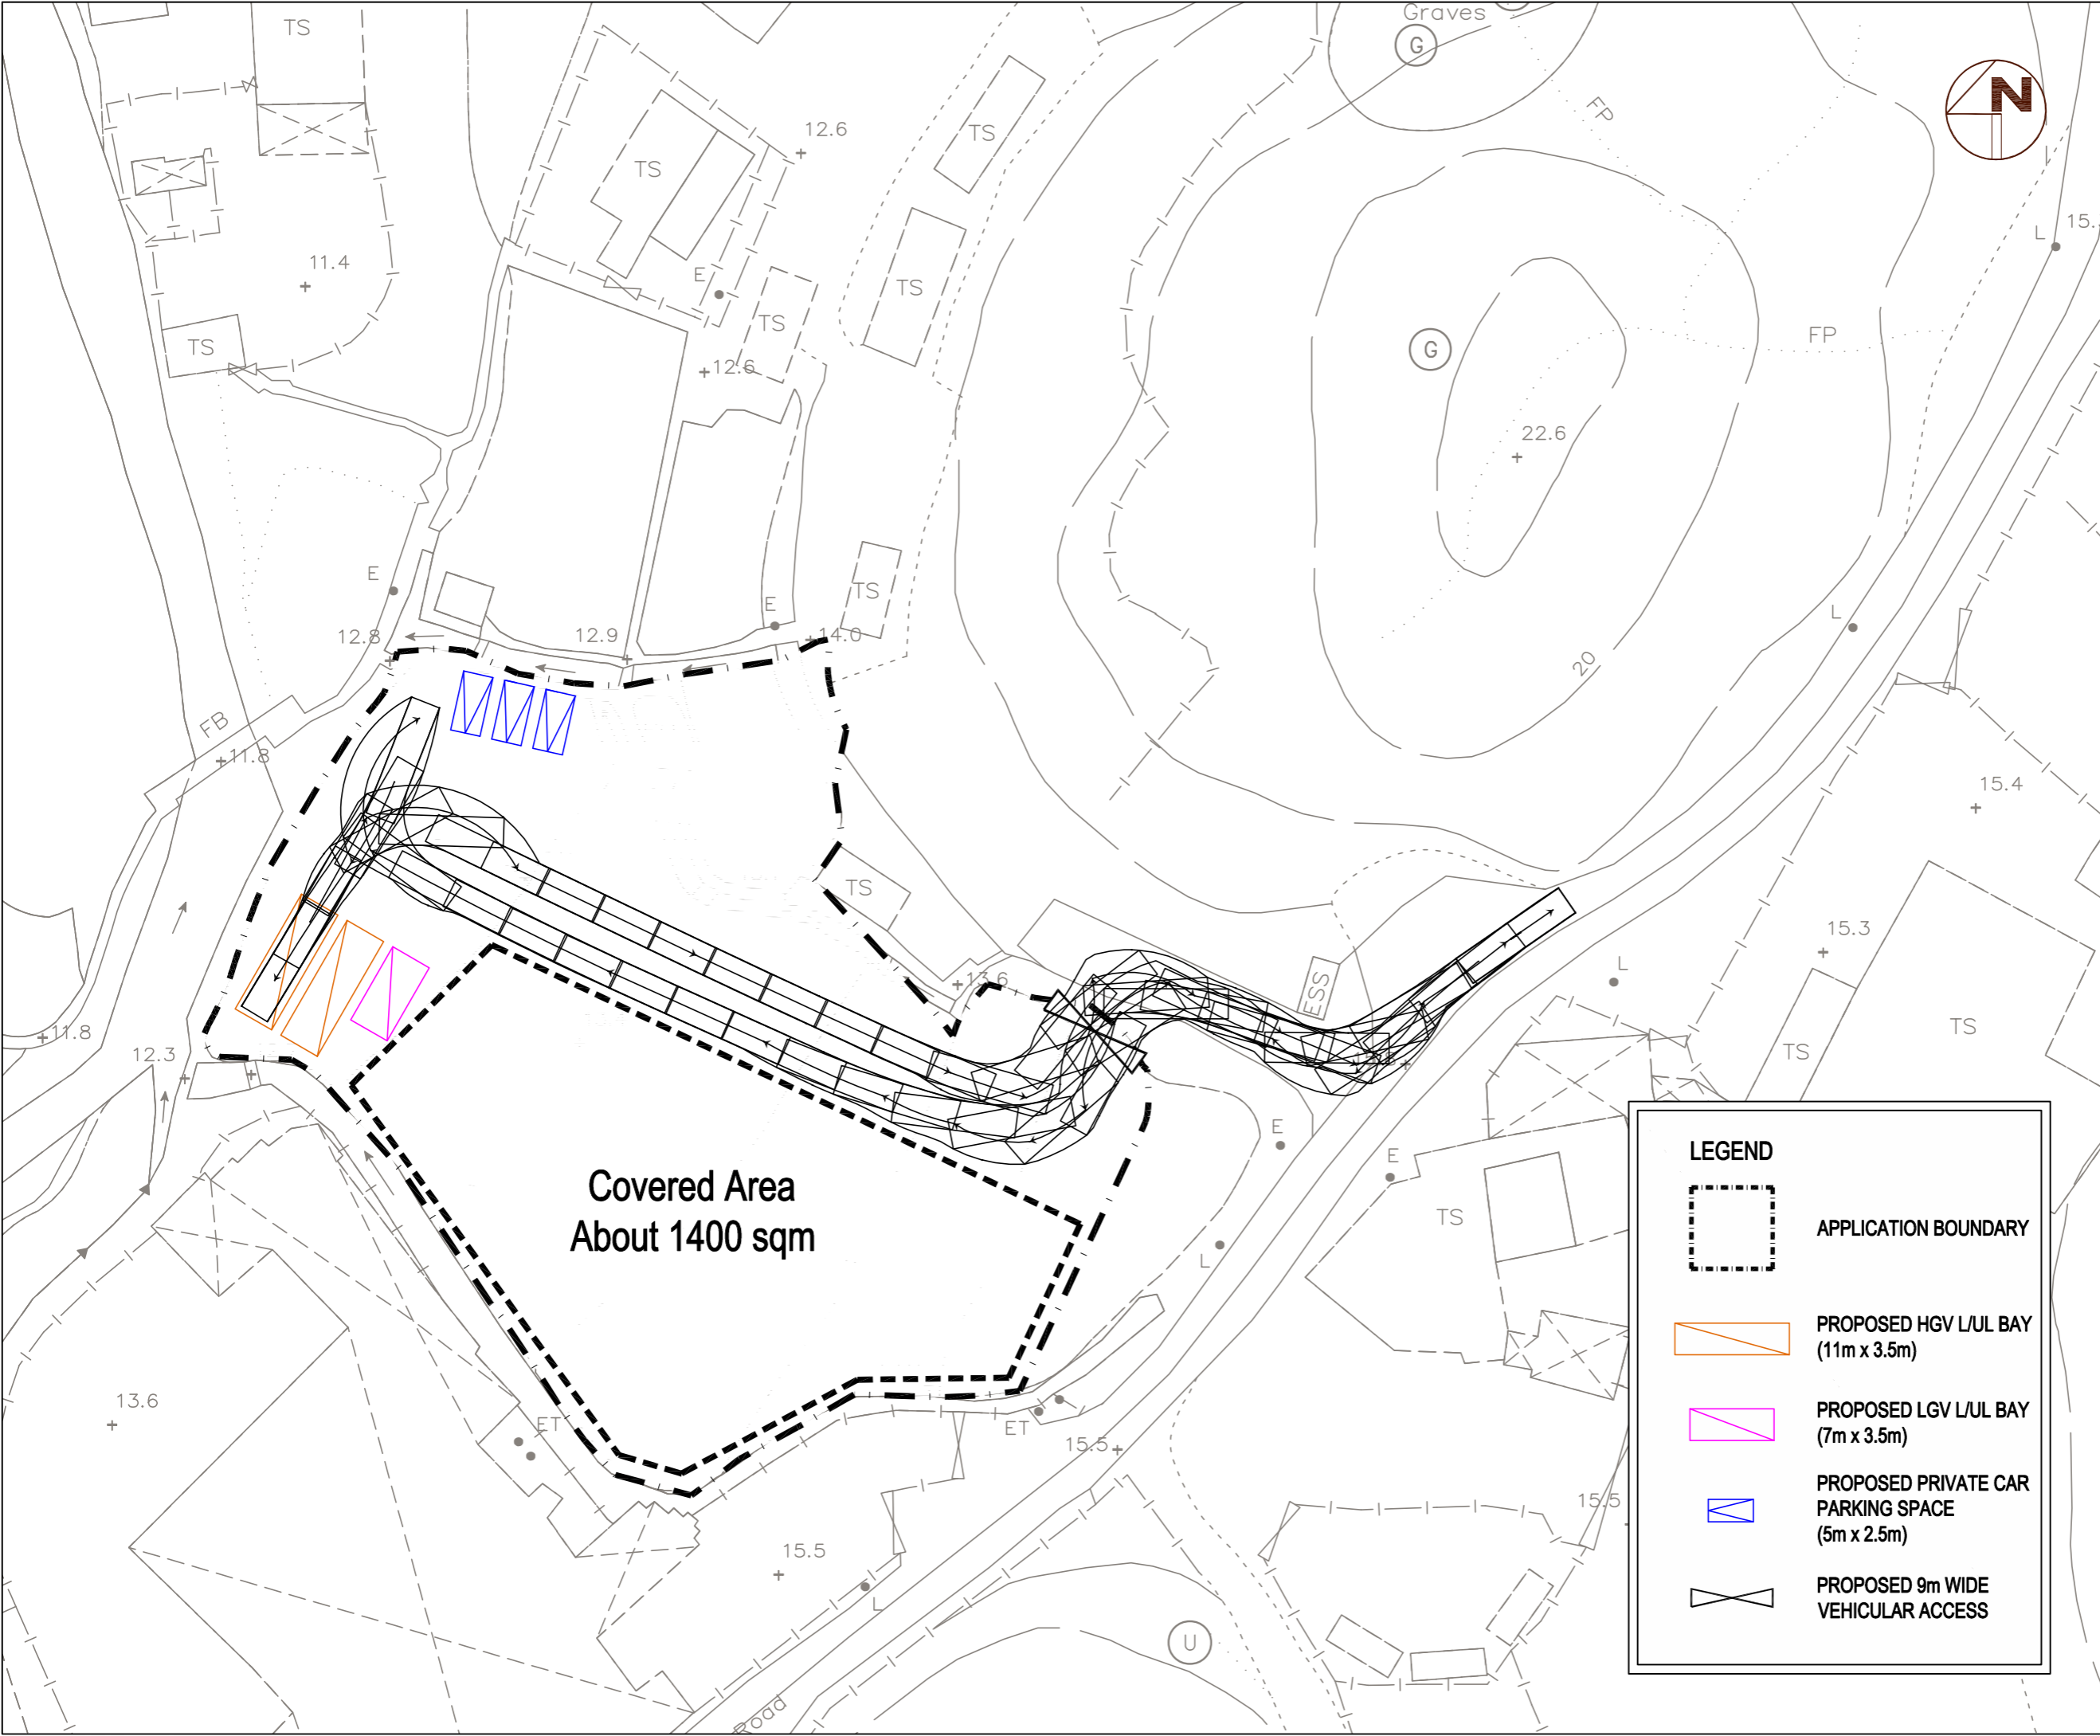 Graves
G
TS
N
12.6
TS
TS
FP
TS
15.
L
11.4
E
TS
TS
TS
G
FP
12.6
22.6
E
TS
E
12.8
12.9
14.0
L
20
FB
11.8
15.4
TS
15.3
13.6
L
ESS
11.8
12.3
TS
TS
E
E
Covered Area
About 1400 sqm
TS
L
13.6
ET
ET
15.5
15.5
15.5
L
U
Road
LEGEND
APPLICATION BOUNDARY
PROPOSED HGV L/UL BAY
(11m x 3.5m)
PROPOSED LGV L/UL BAY
(7m x 3.5m)
PROPOSED PRIVATE CAR
PARKING SPACE
(5m x 2.5m)
PROPOSED 9m WIDE
VEHICULAR ACCESS